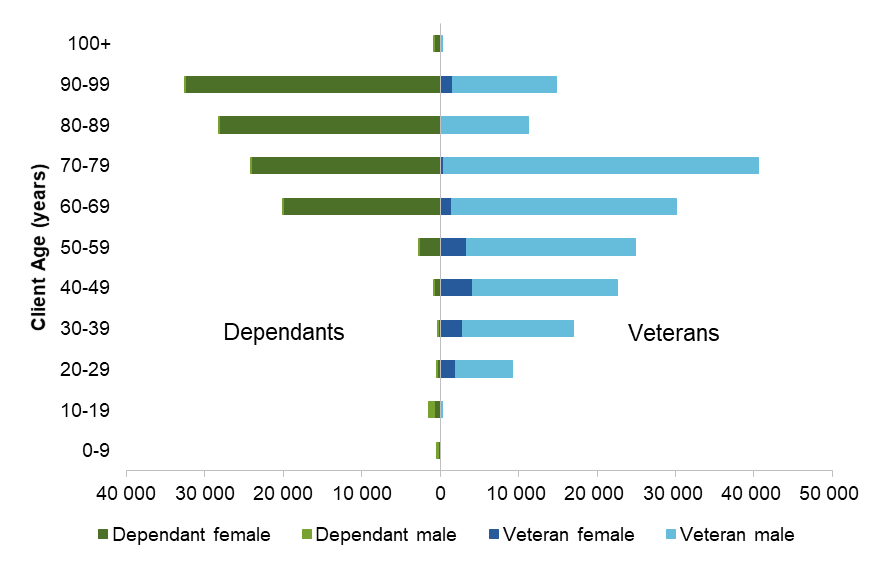 100+
90-99
80-89
70-79
60-69
50-59
40-49
30-39
20-29
10-19
0-9
Client Age (years)
Dependants
Veterans
40 000 30 000 20 000 10 000 0 10 000 20 000 30 000 40 000 50 000
Dependant female Dependant male Veteran female Veteran male